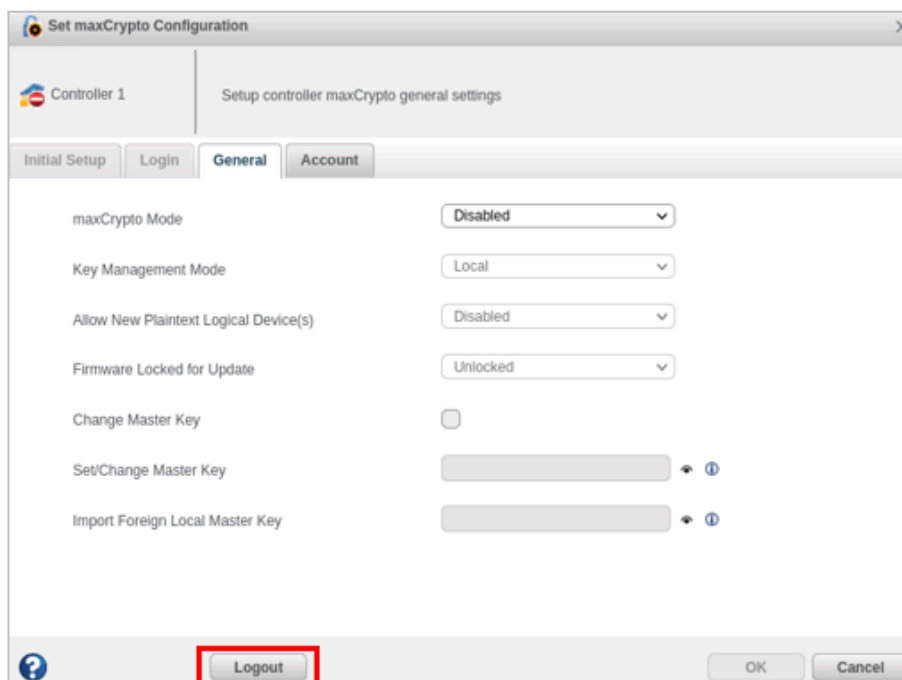 Set maxCrypto Configuration
Controller 1
Setup controller maxCrypto general settings
Initial Setup Login General Account
maxCrypto Mode Disabled
Key Management Mode Local
Allow New Plaintext Logical Device(s) Disabled
Firmware Locked for Update Unlocked
Change Master Key
Set/Change Master Key
Import Foreign Local Master Key
Logout OK Cancel